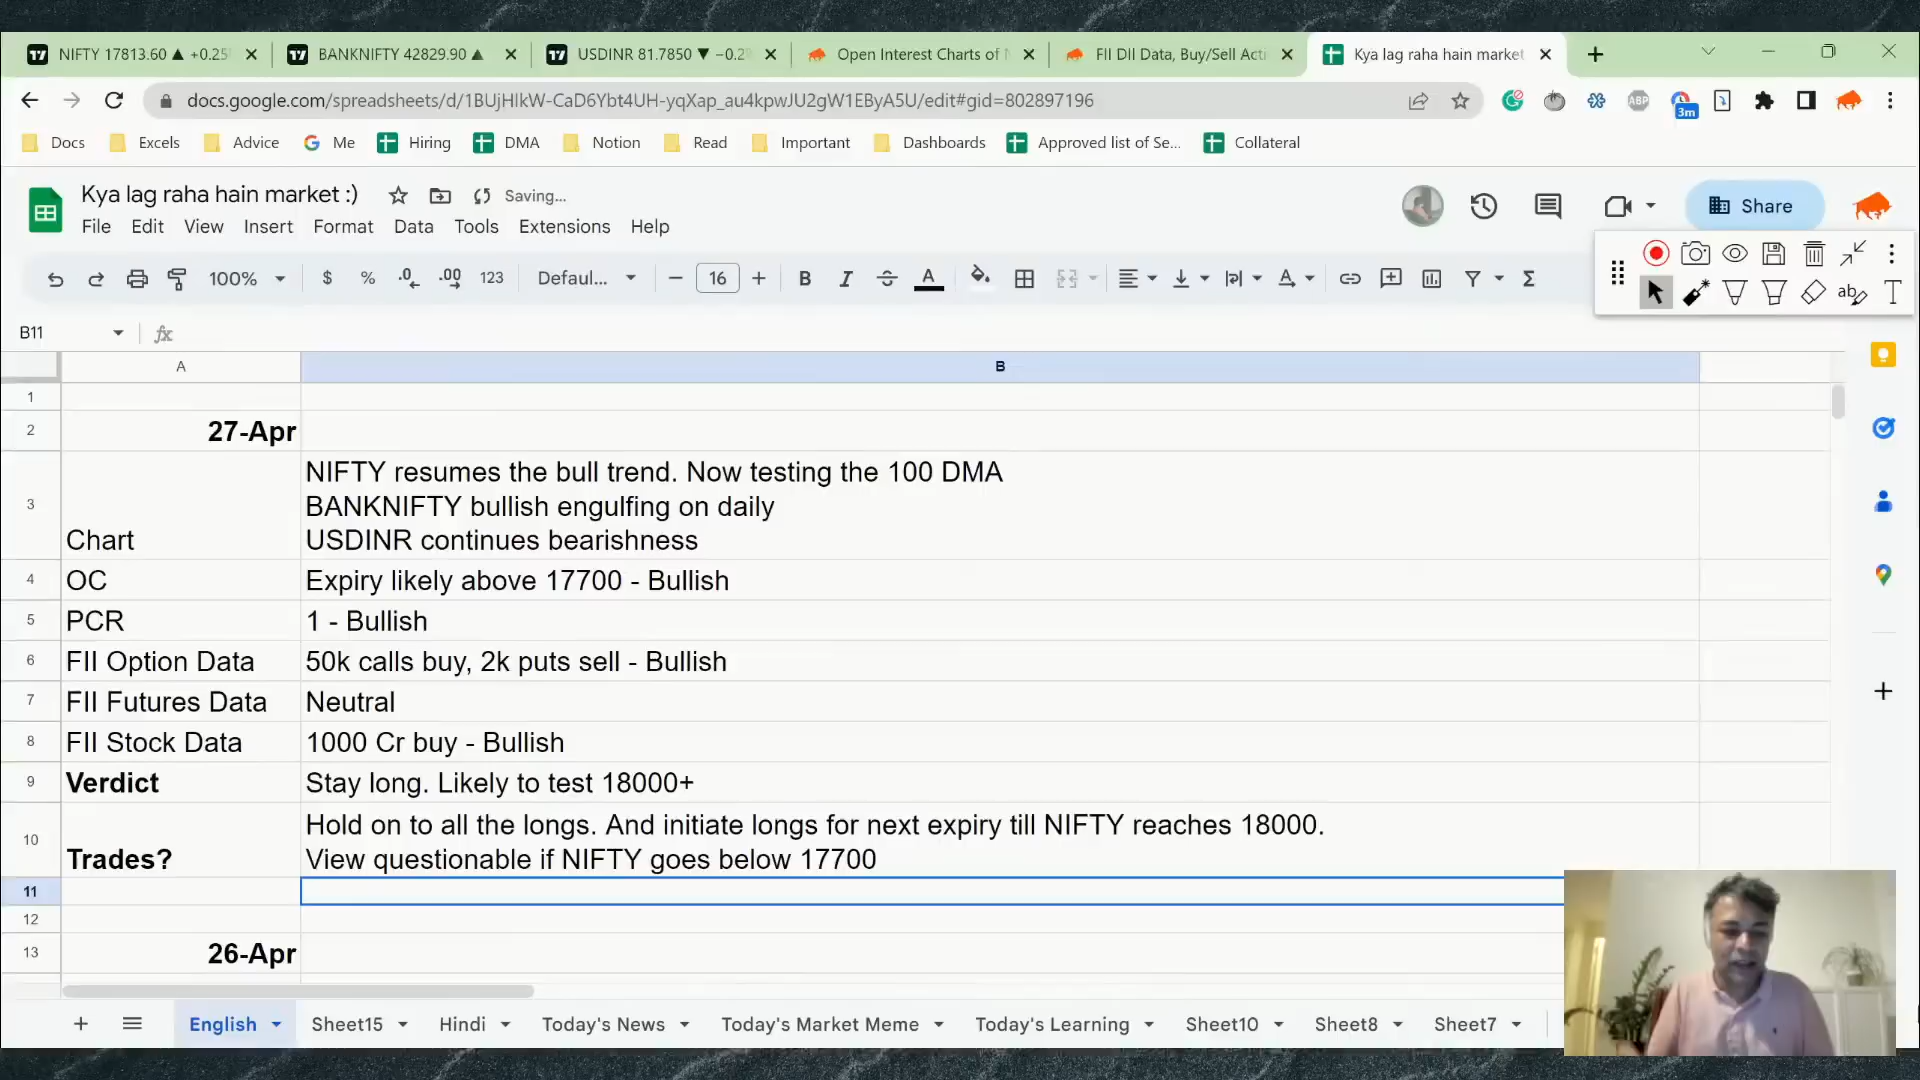 NIFTY 17813.60 ▲ +0.25
BANKNIFTY 42829.90 ▲
USDINR 81.7850 ▼ −0.2
Open Interest Charts of
FII DII Data, Buy/Sell Acti
Kya lag raha hain market
docs.google.com/spreadsheets/d/1BUjHIkW-CaD6Ybt4UH-yqXap_au4kpwJU2gW1EByA5U/edit#gid=802897196
ABP
3m
Docs
Excels
Advice
Me
Hiring
DMA
Notion
Read
Important
Dashboards
Approved list of Se...
Collateral
Kya lag raha hain market :)
Saving...
Share
File Edit View Insert Format Data Tools Extensions Help
100% $ % .0 .00 123 Defaul... − 16 + B I S A Σ
ab T
B11
fx
A B
1
2 27-Apr
3 Chart
NIFTY resumes the bull trend. Now testing the 100 DMA
BANKNIFTY bullish engulfing on daily
USDINR continues bearishness
4 OC Expiry likely above 17700 - Bullish
5 PCR 1 - Bullish
6 FII Option Data 50k calls buy, 2k puts sell - Bullish
7 FII Futures Data Neutral
8 FII Stock Data 1000 Cr buy - Bullish
9 Verdict Stay long. Likely to test 18000+
10 Trades?
Hold on to all the longs. And initiate longs for next expiry till NIFTY reaches 18000.
View questionable if NIFTY goes below 17700
11
12
13 26-Apr
English Sheet15 Hindi Today's News Today's Market Meme Today's Learning Sheet10 Sheet8 Sheet7